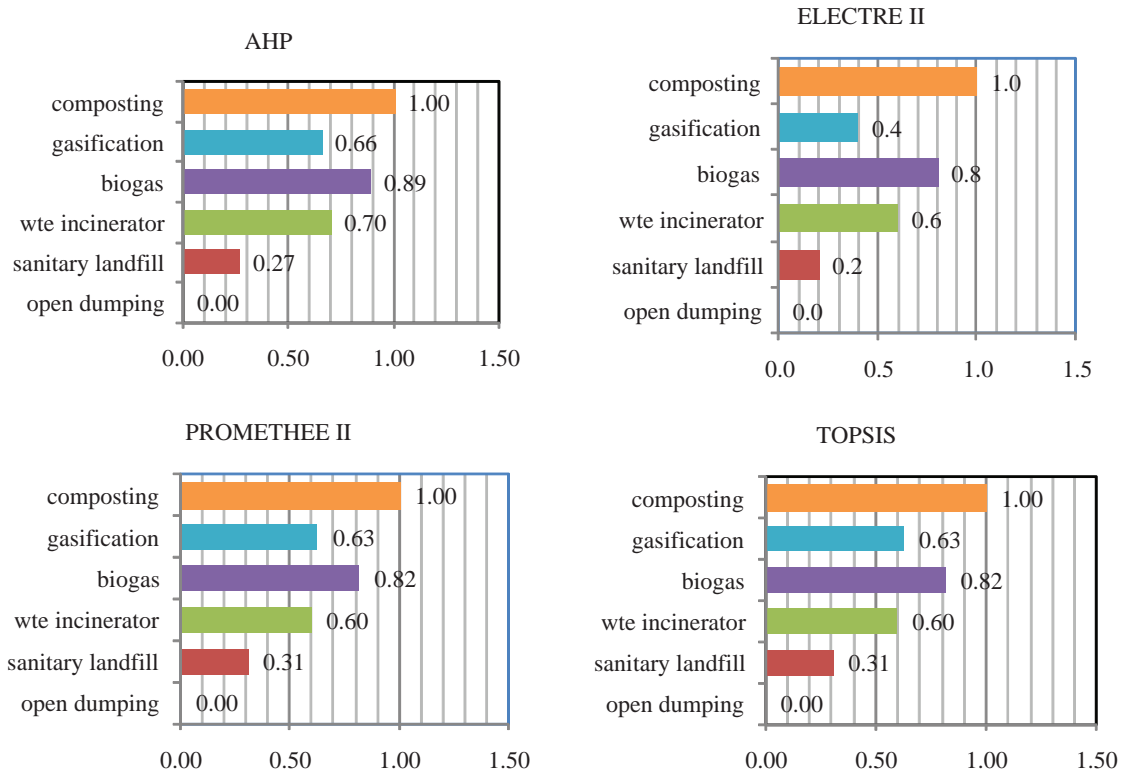 AHP
composting 1.00
gasification 0.66
biogas 0.89
wte incinerator 0.70
sanitary landfill 0.27
open dumping 0.00
0.00 0.50 1.00 1.50
ELECTRE II
composting 1.0
gasification 0.4
biogas 0.8
wte incinerator 0.6
sanitary landfill 0.2
open dumping 0.0
0.0 0.5 1.0 1.5
PROMETHEE II
composting 1.00
gasification 0.63
biogas 0.82
wte incinerator 0.60
sanitary landfill 0.31
open dumping 0.00
0.00 0.50 1.00 1.50
TOPSIS
composting 1.00
gasification 0.63
biogas 0.82
wte incinerator 0.60
sanitary landfill 0.31
open dumping 0.00
0.00 0.50 1.00 1.50